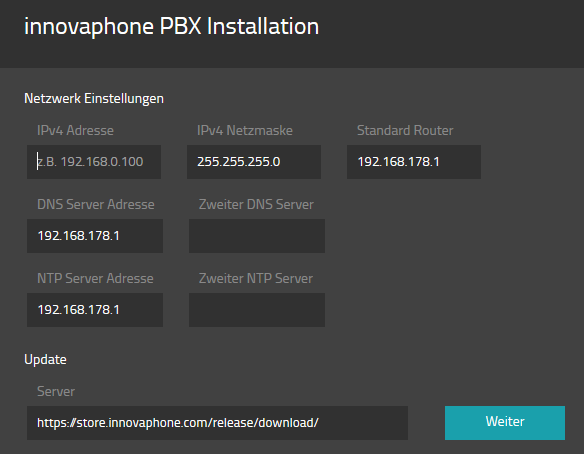 innovaphone PBX Installation
Netzwerk Einstellungen
IPv4 Adresse IPv4 Netzmaske Standard Router
z.B. 192.168.0.100 255.255.255.0 192.168.178.1
DNS Server Adresse Zweiter DNS Server
192.168.178.1
NTP Server Adresse Zweiter NTP Server
192.168.178.1
Update
Server
https://store.innovaphone.com/release/download/ Weiter